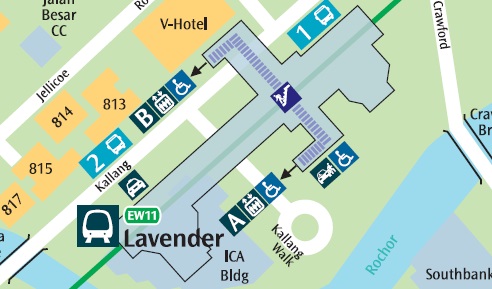 Jalan
Besar
CC
Ro
V-Hotel
1
Crawford
Jellicoe
814
813
B
2
815
817
Kallang
EW11
Lavender
A
ICA
Bldg
Kallang
Walk
Rochor
Craw
Br
Southbank
a